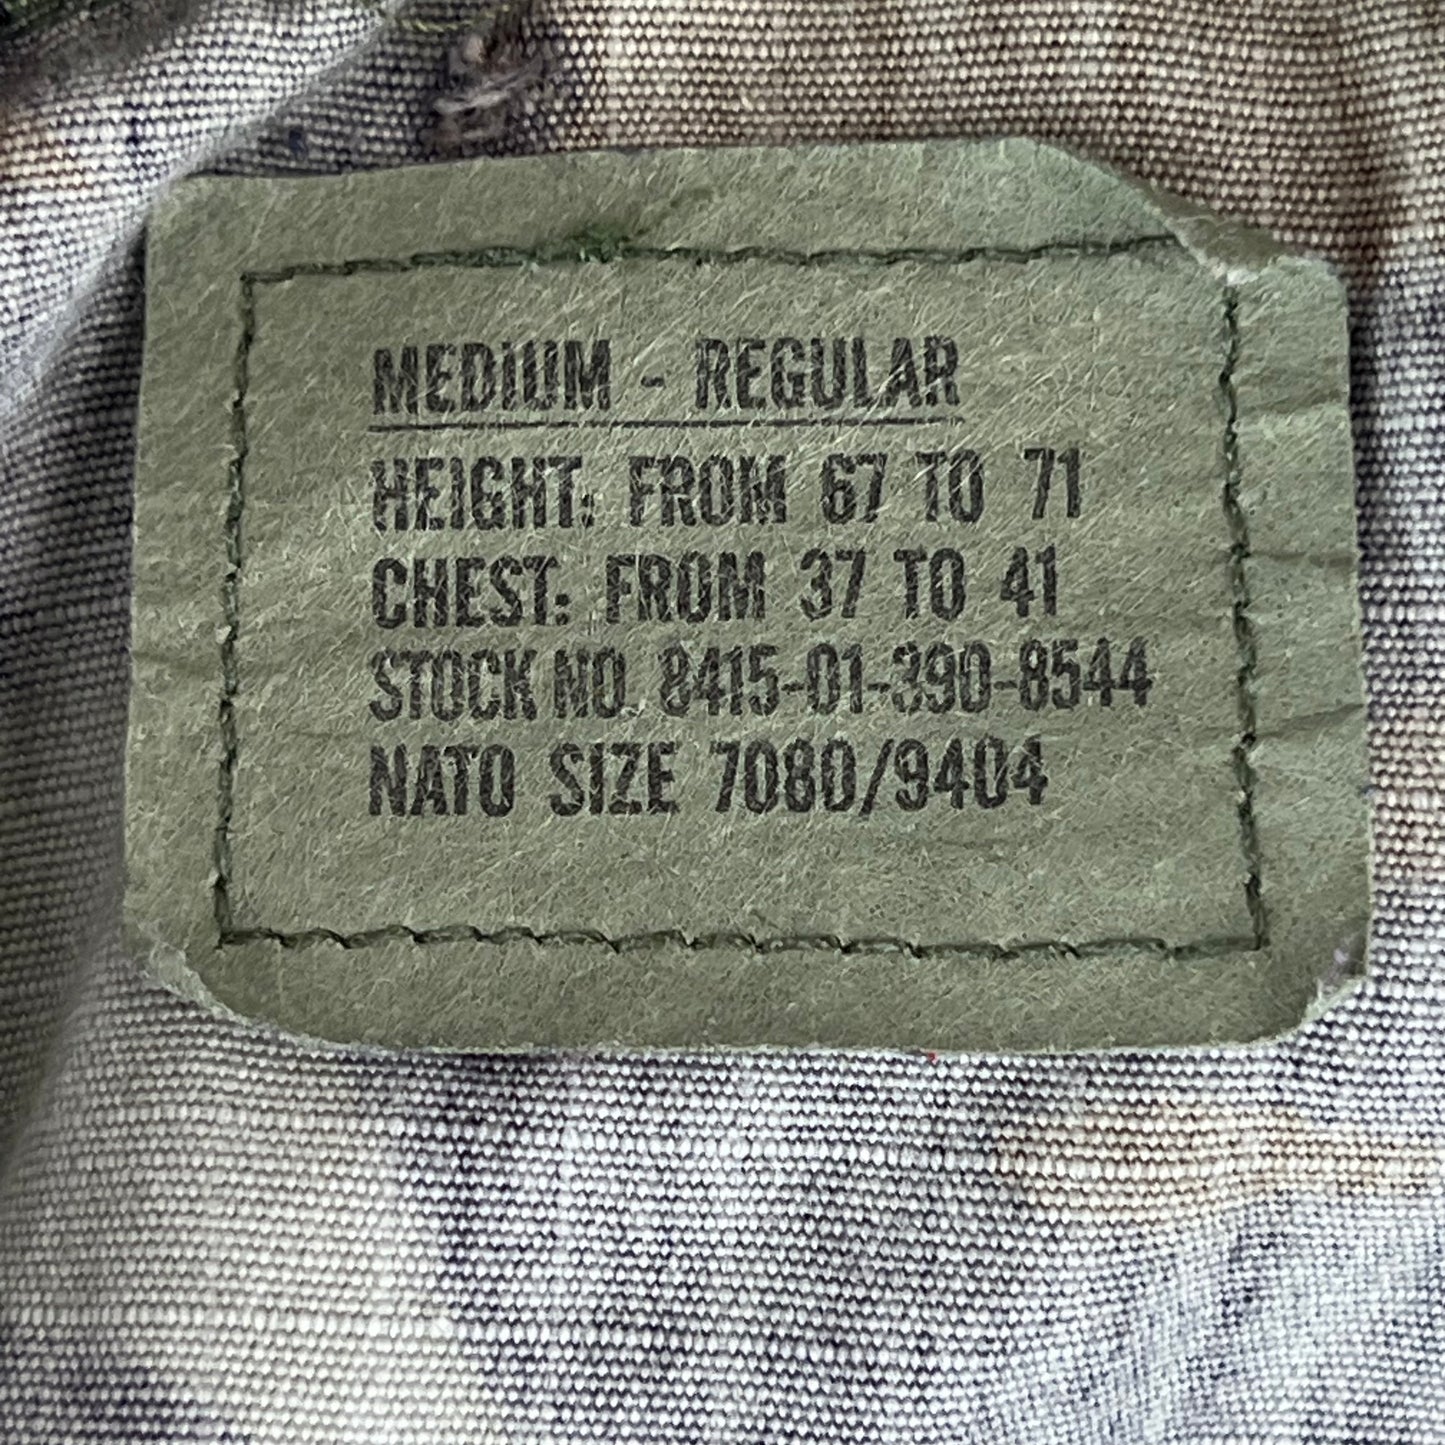 MEDIUM - REGULAR
HEIGHT: FROM 67 TO 71
CHEST: FROM 37 TO 41
STOCK NO. 8415-01-390-8544
NATO SIZE 7080/9404